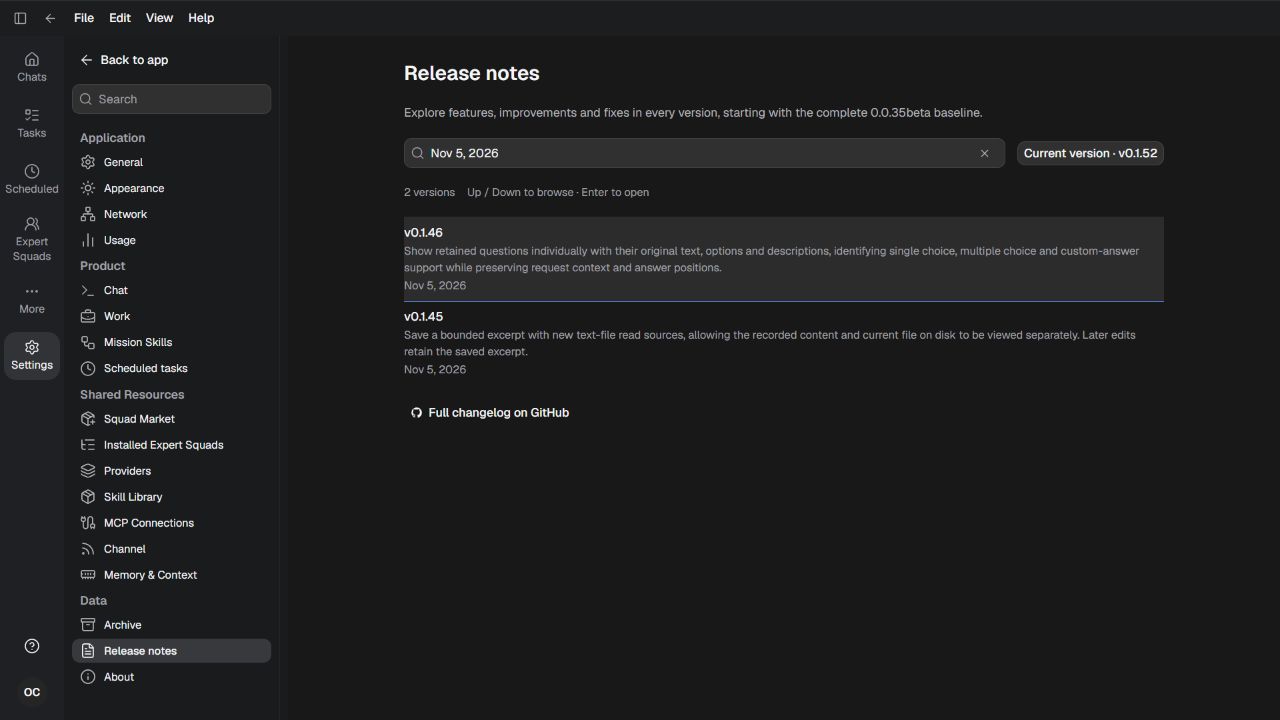 File Edit View Help
Chats
Tasks
Scheduled
Expert
Squads
More
Settings
OC
Back to app
Search
Application
General
Appearance
Network
Usage
Product
Chat
Work
Mission Skills
Scheduled tasks
Shared Resources
Squad Market
Installed Expert Squads
Providers
Skill Library
MCP Connections
Channel
Memory & Context
Data
Archive
Release notes
About
Release notes
Explore features, improvements and fixes in every version, starting with the complete 0.0.35beta baseline.
Nov 5, 2026
Current version · v0.1.52
2 versions Up / Down to browse · Enter to open
v0.1.46
Show retained questions individually with their original text, options and descriptions, identifying single choice, multiple choice and custom-answer
support while preserving request context and answer positions.
Nov 5, 2026
v0.1.45
Save a bounded excerpt with new text-file read sources, allowing the recorded content and current file on disk to be viewed separately. Later edits
retain the saved excerpt.
Nov 5, 2026
Full changelog on GitHub